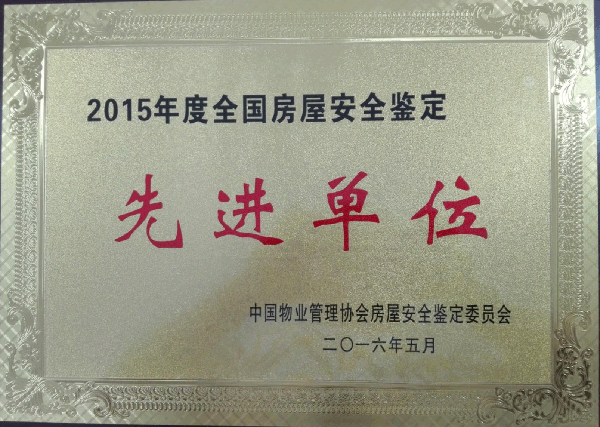 2015年度全国房屋安全鉴定
先进单位
中国物业管理协会房屋安全鉴定委员会
二〇一六年五月